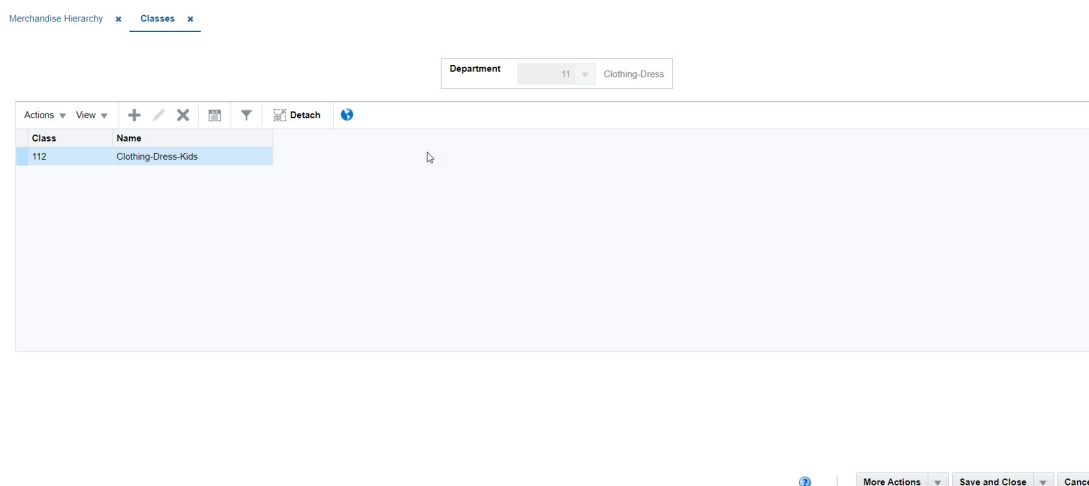 Merchandise Hierarchy Classes
Department 11 Clothing-Dress
Actions View Detach
Class Name
112 Clothing-Dress-Kids
More Actions Save and Close Cance